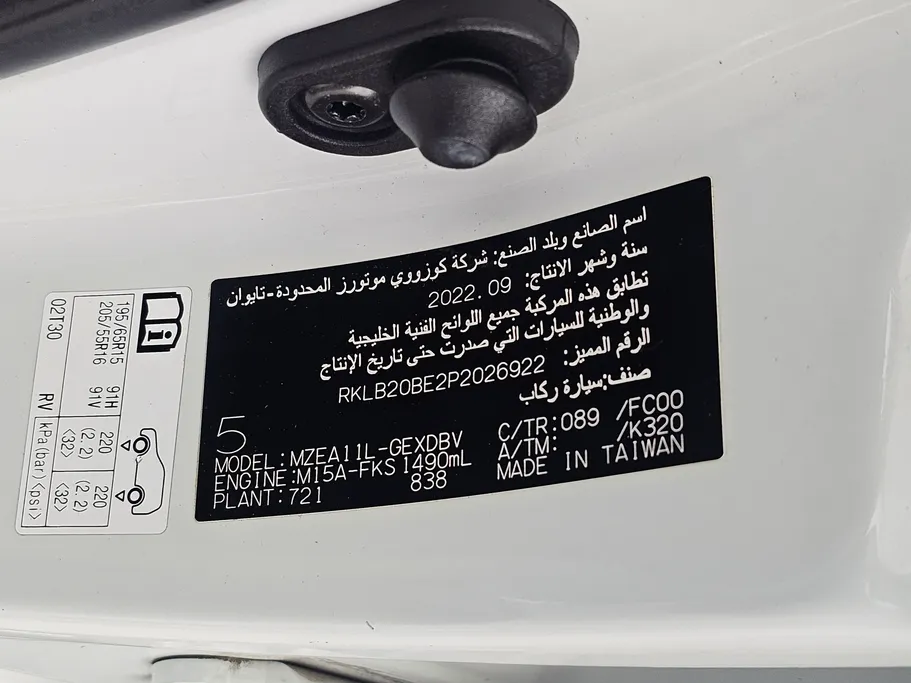 اسم الصانع وبلد الصنع: شركة كوزووي موتورز المحدودة-تايوان
سنة وشهر الانتاج: 2022.09
تطابق هذه المركبة جميع اللوائح الفنية الخليجية
والوطنية للسيارات التي صدرت حتى تاريخ الإنتاج
الرقم المميز: RKLB20BE2P2026922
صنف:سيارة ركاب
5
MODEL:MZEA11L-GEXDBV
C/TR:089 /FC00
ENGINE:M15A-FKS 1490mL
A/TM: /K320
PLANT:721 838
MADE IN TAIWAN
195/65R15 91H 220 (2.2) <32> 220 (2.2) <32>
205/55R16 91V
02T30 RV kPa(bar)<psi>